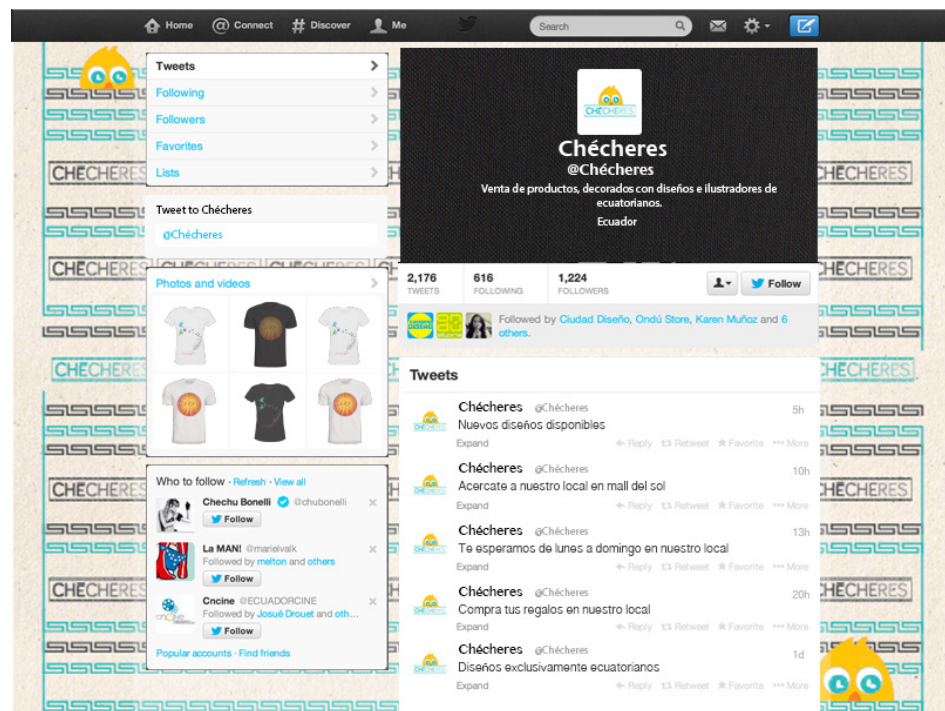 Home Connect Discover Me Search
Tweets
Following
Followers
Favorites
Lists
Tweet to Chécheres
@Chécheres
Photos and videos
Who to follow · Refresh · View all
Chechu Bonelli @chubonelli
Follow
La MAN! @marielvalk
Followed by melton and others
Follow
Cncine @ECUADORCINE
Followed by Josué Drouet and oth...
Follow
Popular accounts · Find friends
CHÉCHERES
Chécheres
@Chécheres
Venta de productos, decorados con diseños e ilustradores de
ecuatorianos.
Ecuador
2,176 616 1,224
TWEETS FOLLOWING FOLLOWERS
Follow
Followed by Ciudad Diseño, Ondú Store, Karen Muñoz and 6
others.
Tweets
Chécheres @Chécheres 5h
Nuevos diseños disponibles
Expand Reply Retweet Favorite More
Chécheres @Chécheres 10h
Acercate a nuestro local en mall del sol
Expand Reply Retweet Favorite More
Chécheres @Chécheres 13h
Te esperamos de lunes a domingo en nuestro local
Expand Reply Retweet Favorite More
Chécheres @Chécheres 20h
Compra tus regalos en nuestro local
Expand Reply Retweet Favorite More
Chécheres @Chécheres 1d
Diseños exclusivamente ecuatorianos
Expand Reply Retweet Favorite More
CHÉCHERES
CHÉCHERES
CHÉCHERES
CHÉCHERES
CHÉCHERES